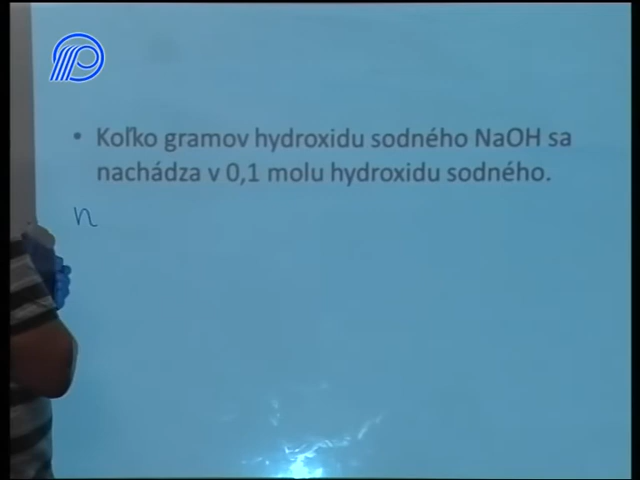 • Koľko gramov hydroxidu sodného NaOH sa
nachádza v 0,1 molu hydroxidu sodného.
n